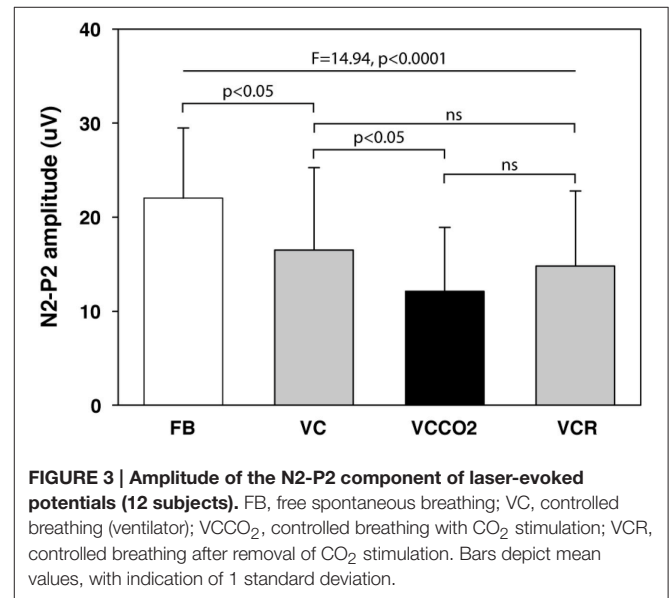 40
F=14.94, p<0.0001
p<0.05
ns
30
p<0.05
ns
20
10
0
N2-P2 amplitude (uV)
FB VC VCCO2 VCR
FIGURE 3 | Amplitude of the N2-P2 component of laser-evoked
potentials (12 subjects). FB, free spontaneous breathing; VC, controlled
breathing (ventilator); VCCO₂, controlled breathing with CO₂ stimulation; VCR,
controlled breathing after removal of CO₂ stimulation. Bars depict mean
values, with indication of 1 standard deviation.